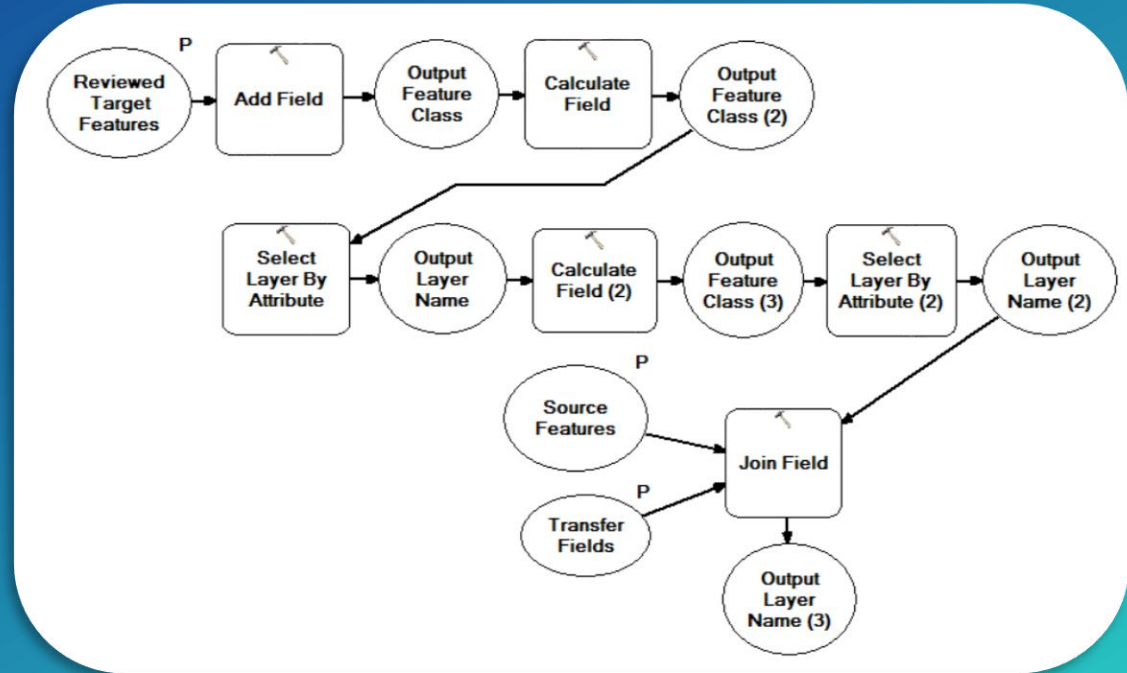 P
Reviewed
Target
Features
Add Field
Output
Feature
Class
Calculate
Field
Output
Feature
Class (2)
Select
Layer By
Attribute
Output
Layer
Name
Calculate
Field (2)
Output
Feature
Class (3)
Select
Layer By
Attribute (2)
Output
Layer
Name (2)
P
Source
Features
Join Field
P
Transfer
Fields
Output
Layer
Name (3)